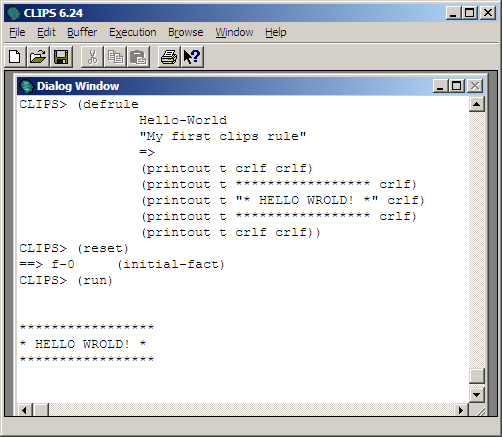 CLIPS 6.24
File Edit Buffer Execution Browse Window Help
Dialog Window
CLIPS> (defrule
Hello-World
"My first clips rule"
=>
(printout t crlf crlf)
(printout t ***************** crlf)
(printout t "* HELLO WROLD! *" crlf)
(printout t ***************** crlf)
(printout t crlf crlf))
CLIPS> (reset)
==> f-0 (initial-fact)
CLIPS> (run)
*****************
* HELLO WROLD! *
*****************